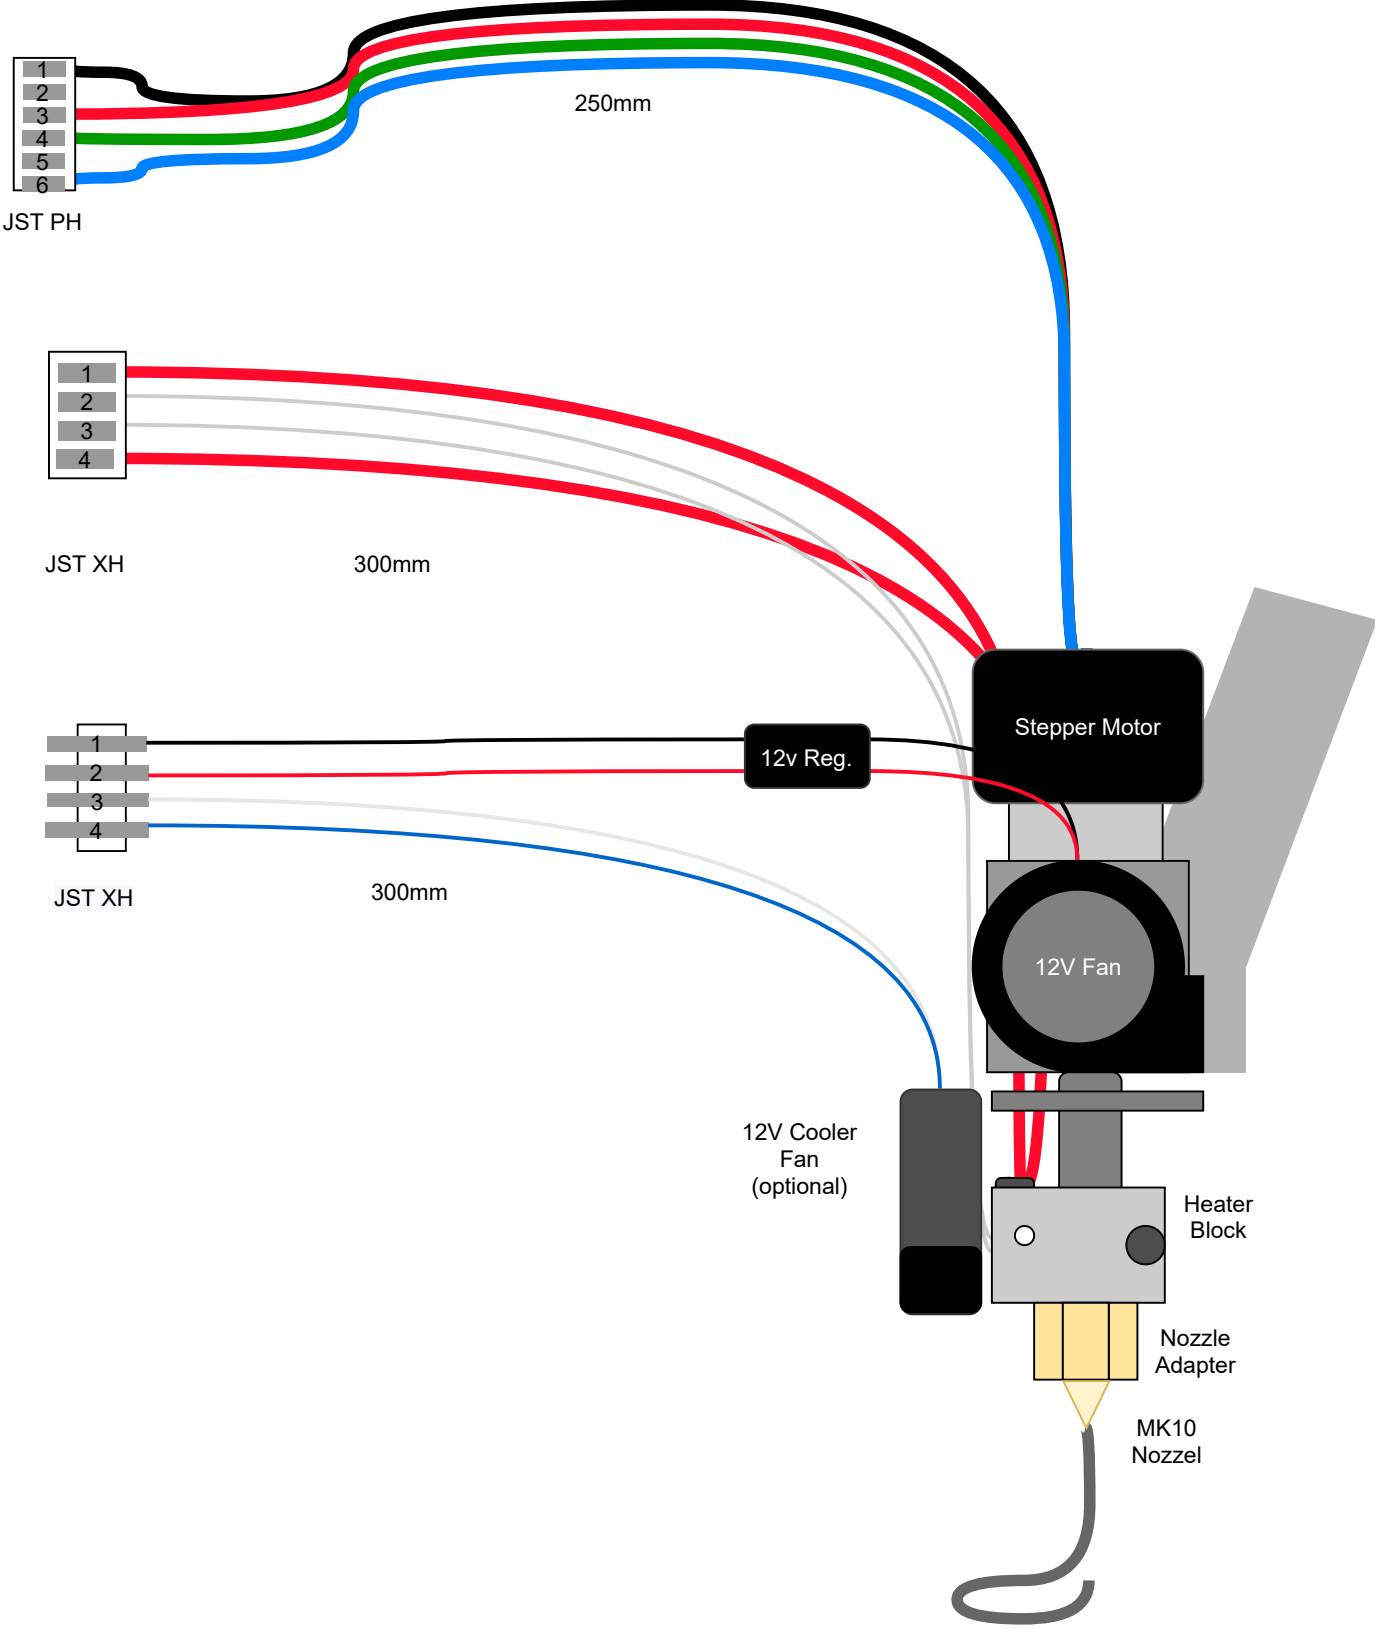 1
2
3
4
5
6
JST PH
250mm
1
2
3
4
JST XH
300mm
1
2
3
4
JST XH
300mm
12v Reg.
Stepper Motor
12V Fan
12V Cooler
Fan
(optional)
Heater
Block
Nozzle
Adapter
MK10
Nozzel